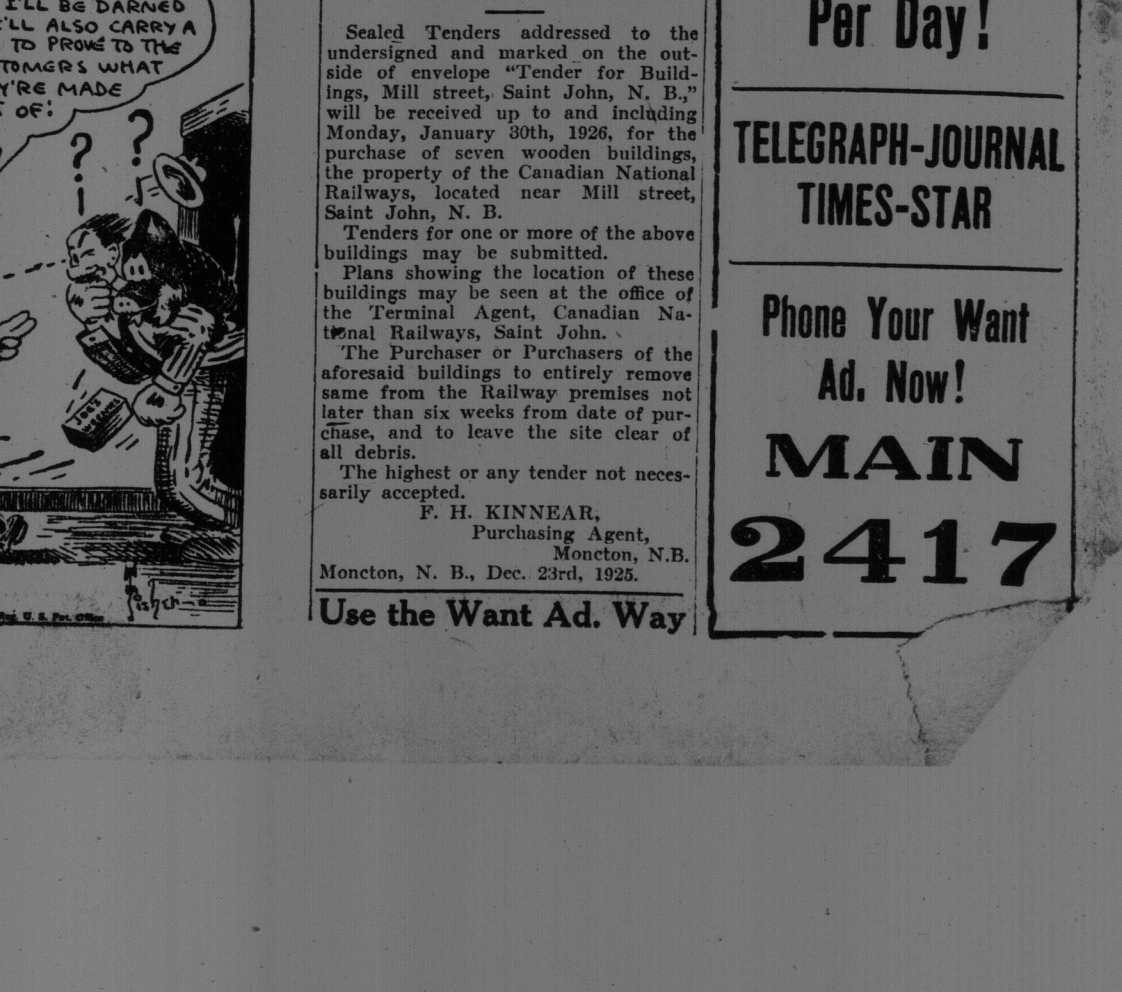 I'LL BE DARNED
'LL ALSO CARRY A
TO PROVE TO THE
TOMERS WHAT
Y'RE MADE
OF!
? ?
! !
JOE'S
Reg. U. S. Pat. Office
Sealed Tenders addressed to the
undersigned and marked on the out-
side of envelope "Tender for Build-
ings, Mill street, Saint John, N. B.,"
will be received up to and including
Monday, January 30th, 1926, for the
purchase of seven wooden buildings,
the property of the Canadian National
Railways, located near Mill street,
Saint John, N. B.
Tenders for one or more of the above
buildings may be submitted.
Plans showing the location of these
buildings may be seen at the office of
the Terminal Agent, Canadian Na-
tional Railways, Saint John.
The Purchaser or Purchasers of the
aforesaid buildings to entirely remove
same from the Railway premises not
later than six weeks from date of pur-
chase, and to leave the site clear of
all debris.
The highest or any tender not neces-
sarily accepted.
F. H. KINNEAR,
Purchasing Agent,
Moncton, N.B.
Moncton, N. B., Dec. 23rd, 1925.
Use the Want Ad. Way
Per Day!
TELEGRAPH-JOURNAL
TIMES-STAR
Phone Your Want
Ad. Now!
MAIN
2417